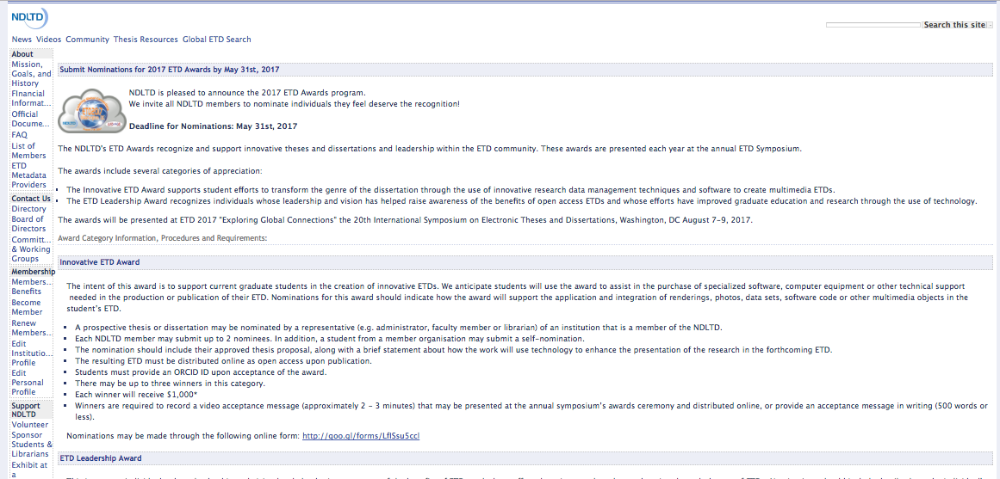 NDLTD
Search this site
News Videos Community Thesis Resources Global ETD Search
About
Mission,
Goals, and
History
Financial
Informat...
Official
Docume...
FAQ
List of
Members
ETD
Metadata
Providers
Contact Us
Directory
Board of
Directors
Committ...
& Working
Groups
Membership
Members...
Benefits
Become
Member
Renew
Members...
Edit
Institutio...
Profile
Edit
Personal
Profile
Support
NDLTD
Volunteer
Sponsor
Students &
Librarians
Exhibit at
a
Submit Nominations for 2017 ETD Awards by May 31st, 2017
NDLTD is pleased to announce the 2017 ETD Awards program.
We invite all NDLTD members to nominate individuals they feel deserve the recognition!
Deadline for Nominations: May 31st, 2017
The NDLTD's ETD Awards recognize and support innovative theses and dissertations and leadership within the ETD community. These awards are presented each year at the annual ETD Symposium.
The awards include several categories of appreciation:
The Innovative ETD Award supports student efforts to transform the genre of the dissertation through the use of innovative research data management techniques and software to create multimedia ETDs.
The ETD Leadership Award recognizes individuals whose leadership and vision has helped raise awareness of the benefits of open access ETDs and whose efforts have improved graduate education and research through the use of technology.
The awards will be presented at ETD 2017 "Exploring Global Connections" the 20th International Symposium on Electronic Theses and Dissertations, Washington, DC August 7-9, 2017.
Award Category Information, Procedures and Requirements:
Innovative ETD Award
The intent of this award is to support current graduate students in the creation of innovative ETDs. We anticipate students will use the award to assist in the purchase of specialized software, computer equipment or other technical support
needed in the production or publication of their ETD. Nominations for this award should indicate how the award will support the application and integration of renderings, photos, data sets, software code or other multimedia objects in the
student's ETD.
A prospective thesis or dissertation may be nominated by a representative (e.g. administrator, faculty member or librarian) of an institution that is a member of the NDLTD.
Each NDLTD member may submit up to 2 nominees. In addition, a student from a member organisation may submit a self-nomination.
The nomination should include their approved thesis proposal, along with a brief statement about how the work will use technology to enhance the presentation of the research in the forthcoming ETD.
The resulting ETD must be distributed online as open access upon publication.
Students must provide an ORCID ID upon acceptance of the award.
There may be up to three winners in this category.
Each winner will receive $1,000*
Winners are required to record a video acceptance message (approximately 2 - 3 minutes) that may be presented at the annual symposium's awards ceremony and distributed online, or provide an acceptance message in writing (500 words or
less).
Nominations may be made through the following online form: http://goo.gl/forms/LfISsu5ccl
ETD Leadership Award